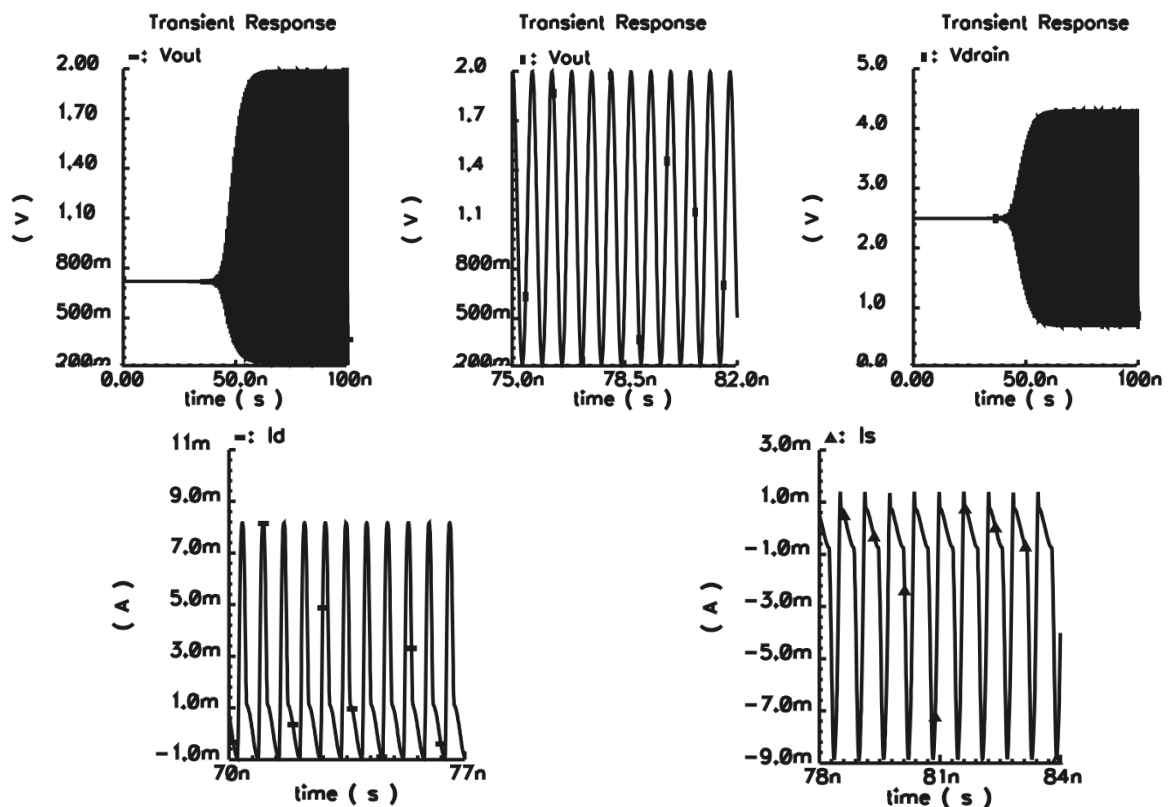 Transient Response
-: Vout
2.00
1.70
1.40
1.10
800m
500m
200m
( V )
0.00 50.0n 100n
time ( s )
Transient Response
▮: Vout
2.0
1.7
1.4
1.1
800m
500m
200m
( V )
75.0n 78.5n 82.0n
time ( s )
Transient Response
▮: Vdrain
5.0
4.0
3.0
2.0
1.0
0.0
( V )
0.00 50.0n 100n
time ( s )
-: Id
11m
9.0m
7.0m
5.0m
3.0m
1.0m
-1.0m
( A )
70n 77n
time ( s )
▲: Is
3.0m
1.0m
-1.0m
-3.0m
-5.0m
-7.0m
-9.0m
( A )
78n 81n 84n
time ( s )